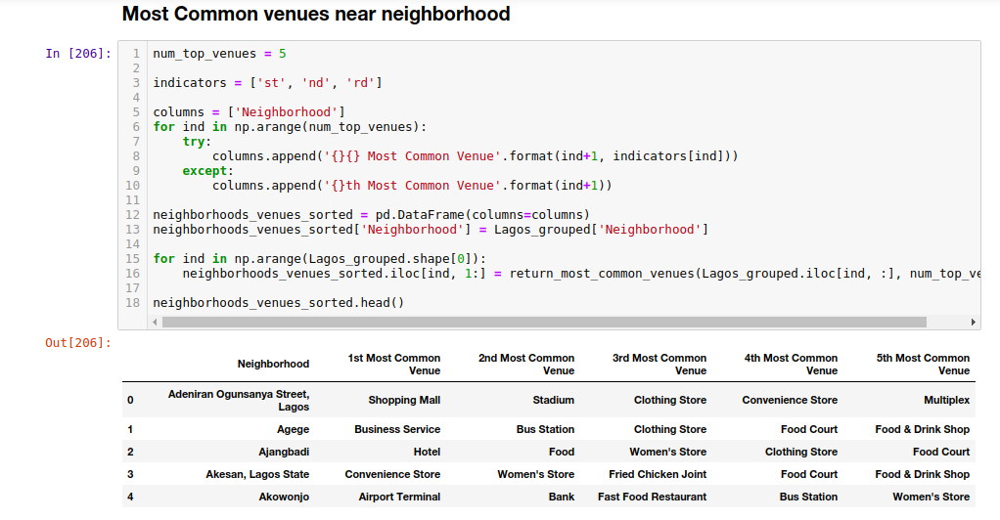 Most Common venues near neighborhood
In [206]:
1 num_top_venues = 5
2
3 indicators = ['st', 'nd', 'rd']
4
5 columns = ['Neighborhood']
6 for ind in np.arange(num_top_venues):
7     try:
8         columns.append('{}{} Most Common Venue'.format(ind+1, indicators[ind]))
9     except:
10         columns.append('{}th Most Common Venue'.format(ind+1))
11
12 neighborhoods_venues_sorted = pd.DataFrame(columns=columns)
13 neighborhoods_venues_sorted['Neighborhood'] = Lagos_grouped['Neighborhood']
14
15 for ind in np.arange(Lagos_grouped.shape[0]):
16     neighborhoods_venues_sorted.iloc[ind, 1:] = return_most_common_venues(Lagos_grouped.iloc[ind, :], num_top_ve
17
18 neighborhoods_venues_sorted.head()
Out[206]:
Neighborhood 1st Most Common Venue 2nd Most Common Venue 3rd Most Common Venue 4th Most Common Venue 5th Most Common Venue
0 Adeniran Ogunsanya Street, Lagos Shopping Mall Stadium Clothing Store Convenience Store Multiplex
1 Agege Business Service Bus Station Clothing Store Food Court Food & Drink Shop
2 Ajangbadi Hotel Food Women's Store Clothing Store Food Court
3 Akesan, Lagos State Convenience Store Women's Store Fried Chicken Joint Food Court Food & Drink Shop
4 Akowonjo Airport Terminal Bank Fast Food Restaurant Bus Station Women's Store